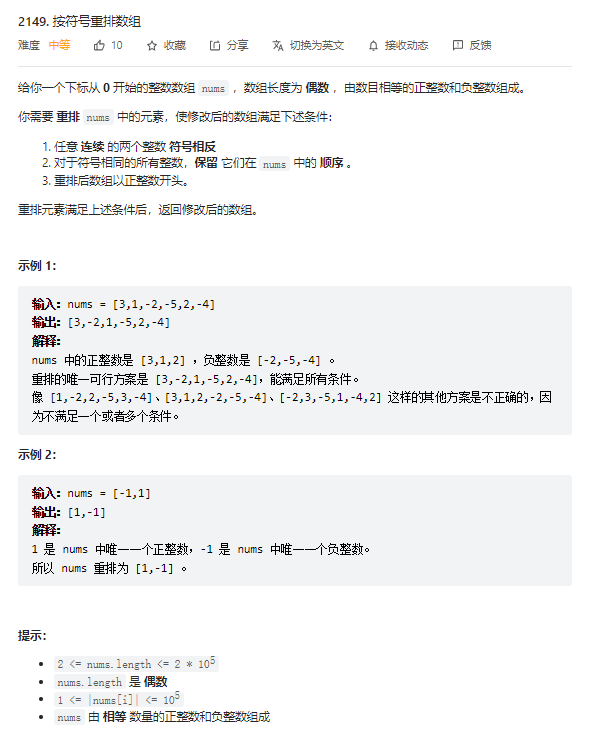 2149. 按符号重排数组
难度 中等 10 收藏 分享 切换为英文 接收动态 反馈
给你一个下标从 0 开始的整数数组 nums ，数组长度为 偶数 ，由数目相等的正整数和负整数组成。
你需要 重排 nums 中的元素，使修改后的数组满足下述条件：
1. 任意 连续 的两个整数 符号相反
2. 对于符号相同的所有整数，保留 它们在 nums 中的 顺序 。
3. 重排后数组以正整数开头。
重排元素满足上述条件后，返回修改后的数组。
示例 1：
输入：nums = [3,1,-2,-5,2,-4]
输出：[3,-2,1,-5,2,-4]
解释：
nums 中的正整数是 [3,1,2] ，负整数是 [-2,-5,-4] 。
重排的唯一可行方案是 [3,-2,1,-5,2,-4]，能满足所有条件。
像 [1,-2,2,-5,3,-4]、[3,1,2,-2,-5,-4]、[-2,3,-5,1,-4,2] 这样的其他方案是不正确的，因
为不满足一个或者多个条件。
示例 2：
输入：nums = [-1,1]
输出：[1,-1]
解释：
1 是 nums 中唯一一个正整数，-1 是 nums 中唯一一个负整数。
所以 nums 重排为 [1,-1] 。
提示：
• 2 <= nums.length <= 2 * 10⁵
• nums.length 是 偶数
• 1 <= |nums[i]| <= 10⁵
• nums 由 相等 数量的正整数和负整数组成